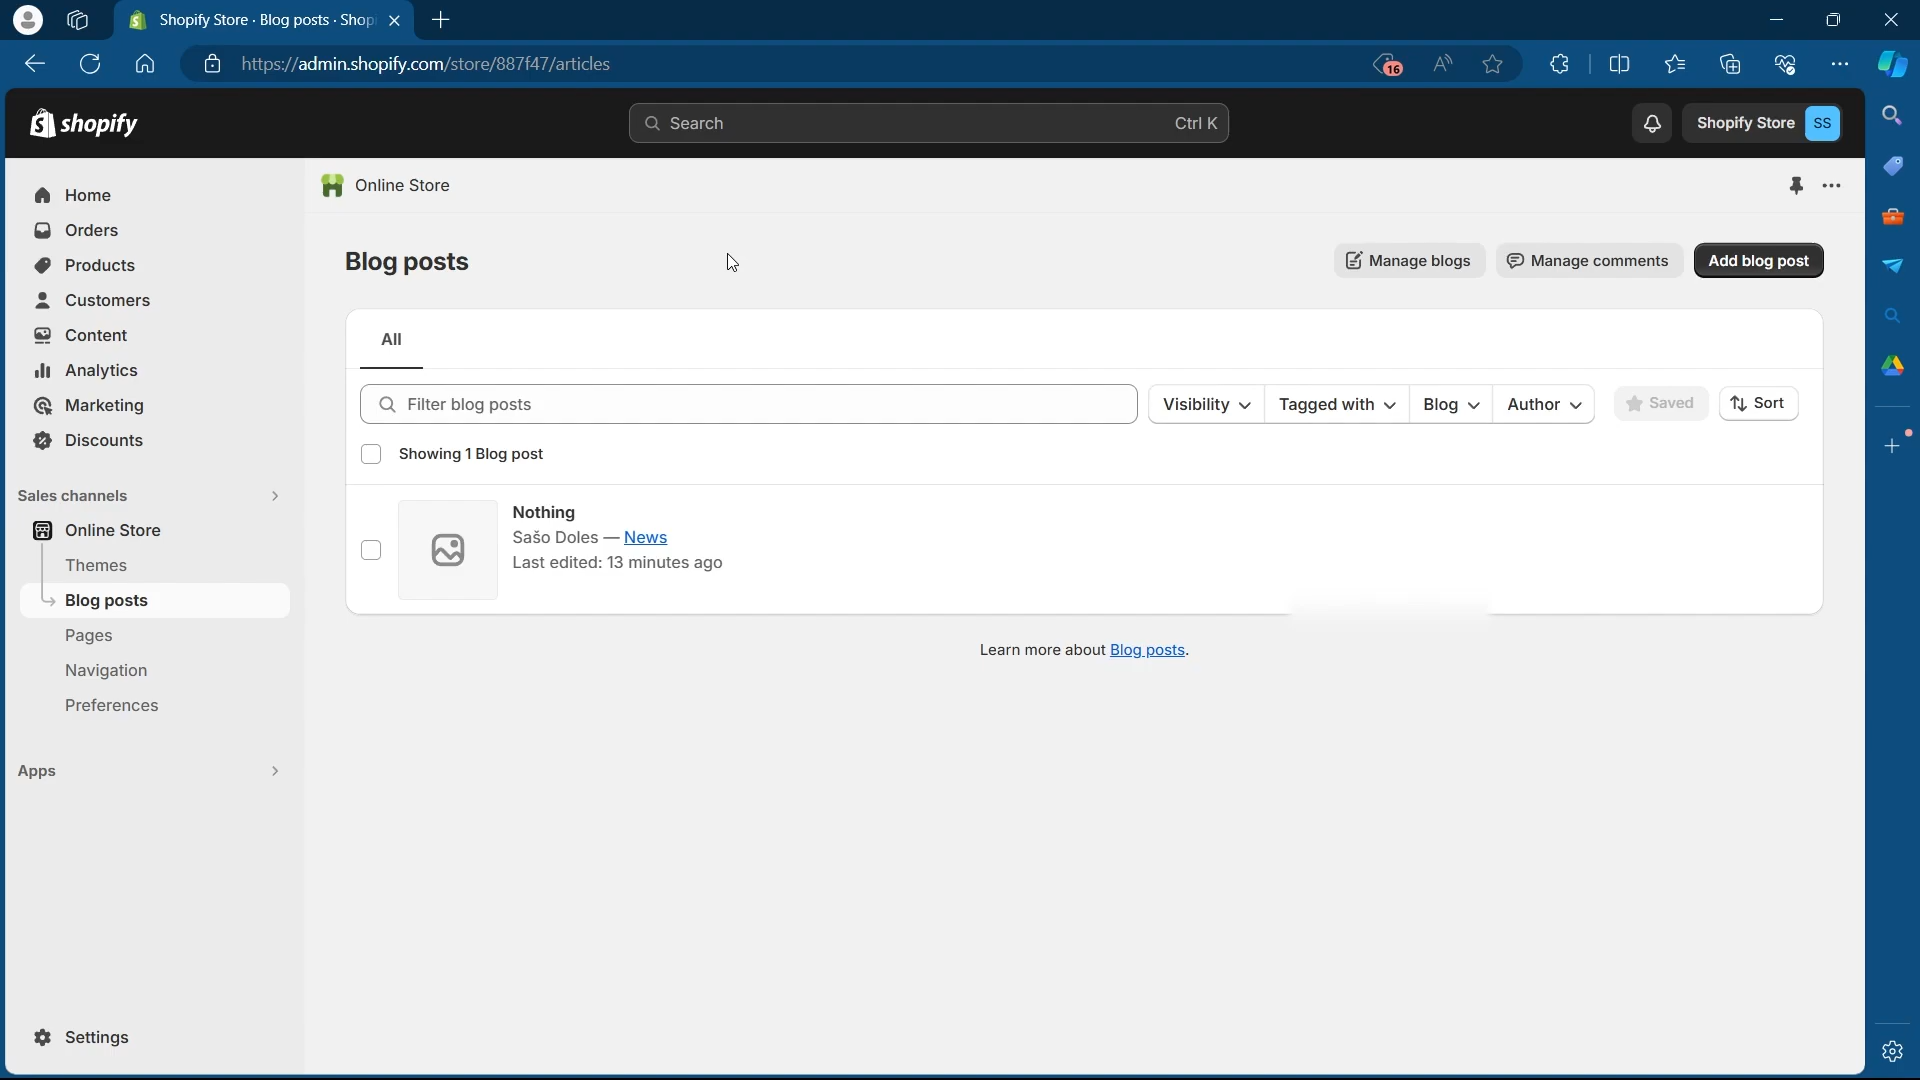 Shopify Store · Blog posts · Shop
https://admin.shopify.com/store/887f47/articles
16
shopify
Search
Ctrl K
Shopify Store
SS
Home
Orders
Products
Customers
Content
Analytics
Marketing
Discounts
Sales channels
Online Store
Themes
Blog posts
Pages
Navigation
Preferences
Apps
Settings
Online Store
Blog posts
Manage blogs
Manage comments
Add blog post
All
Filter blog posts
Visibility
Tagged with
Blog
Author
Saved
Sort
Showing 1 Blog post
Nothing
Sašo Doles — News
Last edited: 13 minutes ago
Learn more about Blog posts.